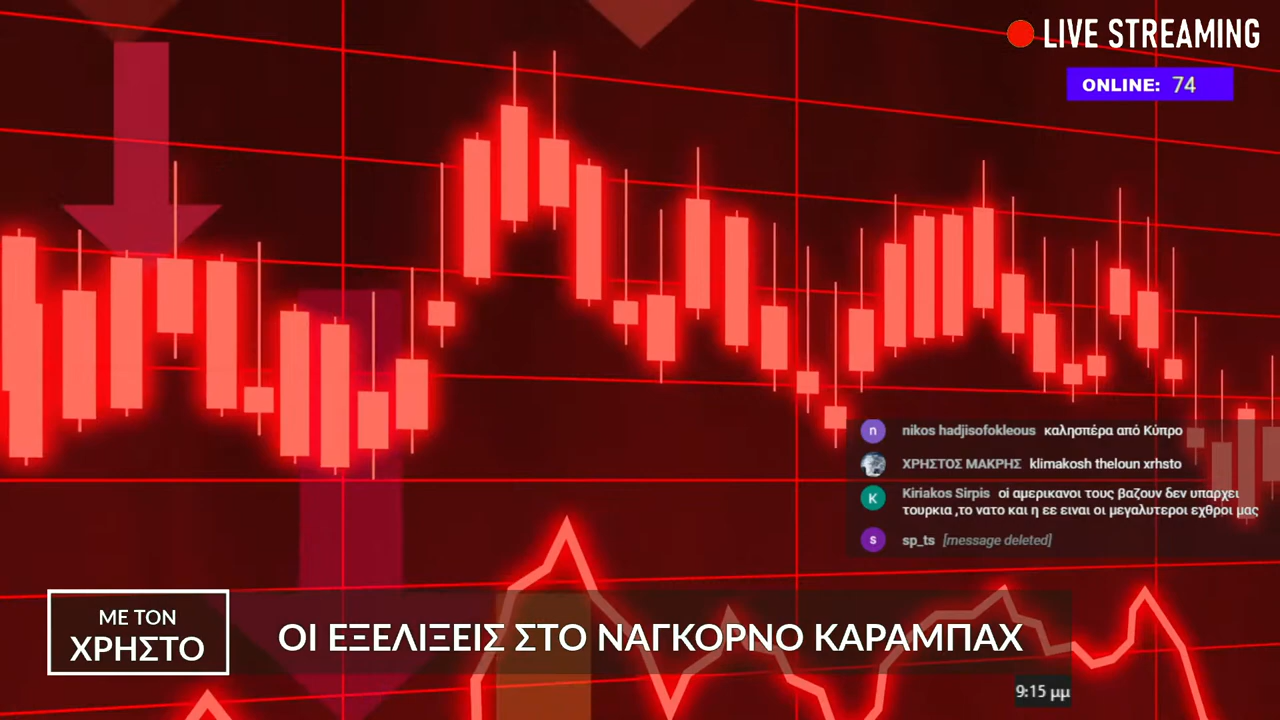 LIVE STREAMING
ONLINE: 74
n nikos hadjisofokleous καλησπέρα από Κύπρο
ΧΡΗΣΤΟΣ ΜΑΚΡΗΣ klimakosh theloun xrhsto
K Kiriakos Sirpis οί αμερικανοι τους βαζουν δεν υπαρχει
τουρκια ,το νατο και η εε ειναι οι μεγαλυτεροι εχθροι μας
s sp_ts [message deleted]
ΜΕ ΤΟΝ
ΧΡΗΣΤΟ
ΟΙ ΕΞΕΛΙΞΕΙΣ ΣΤΟ ΝΑΓΚΟΡΝΟ ΚΑΡΑΜΠΑΧ
9:15 μμ